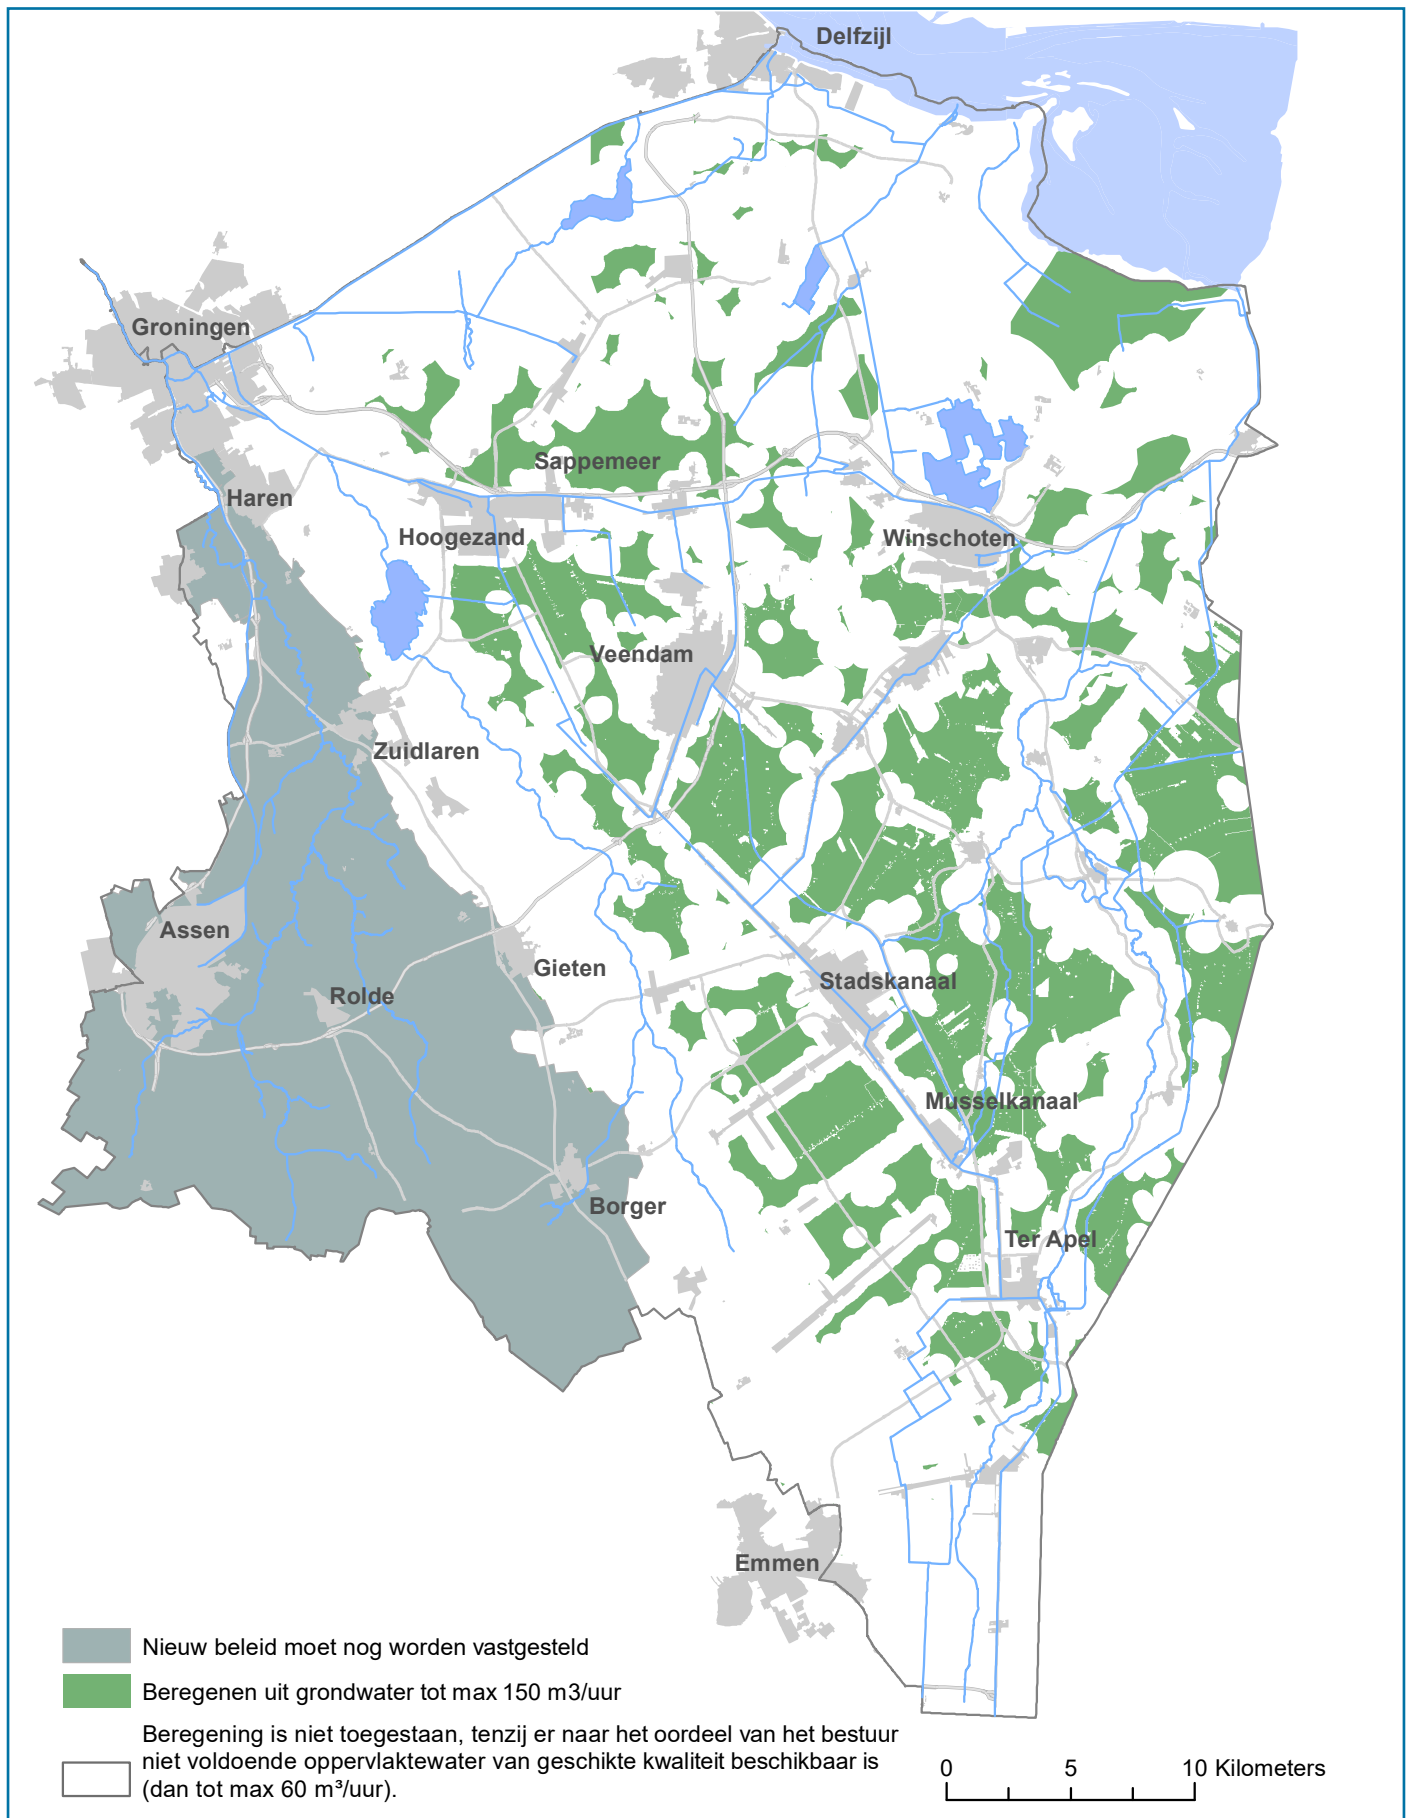 Delfzijl
Groningen
Sappemeer
Haren
Hoogezand
Winschoten
Veendam
Zuidlaren
Assen
Gieten
Stadskanaal
Rolde
Musselkanaal
Borger
Ter Apel
Emmen
Nieuw beleid moet nog worden vastgesteld
Beregenen uit grondwater tot max 150 m3/uur
Beregening is niet toegestaan, tenzij er naar het oordeel van het bestuur
niet voldoende oppervlaktewater van geschikte kwaliteit beschikbaar is
(dan tot max 60 m³/uur).
0 5 10 Kilometers